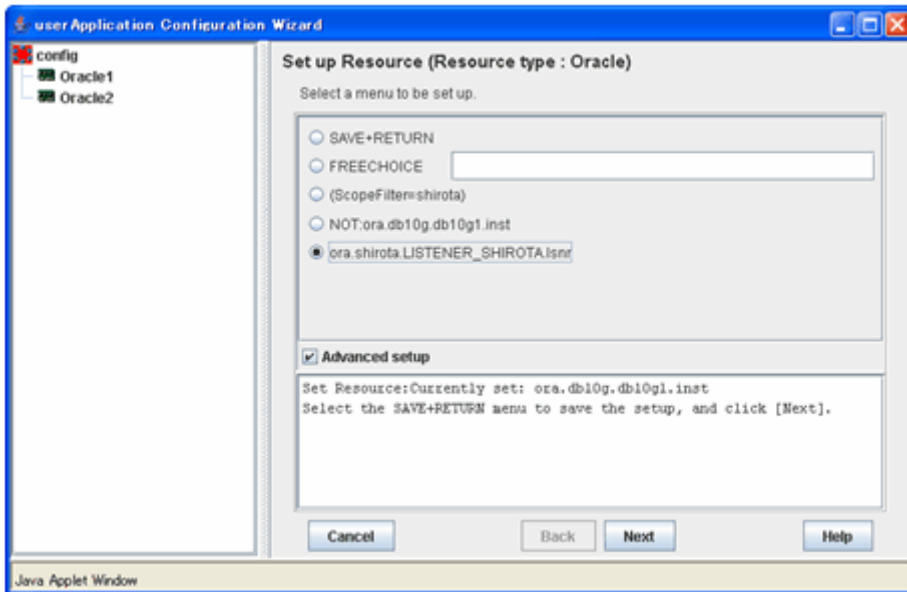 userApplication Configuration Wizard
config
Oracle1
Oracle2
Set up Resource (Resource type : Oracle)
Select a menu to be set up.
SAVE+RETURN
FREECHOICE
(ScopeFilter=shirota)
NOT:ora.db10g.db10g1.inst
ora.shirota.LISTENER_SHIROTA.lsnr
Advanced setup
Set Resource:Currently set: ora.db10g.db10g1.inst
Select the SAVE+RETURN menu to save the setup, and click [Next].
Cancel
Back
Next
Help
Java Applet Window